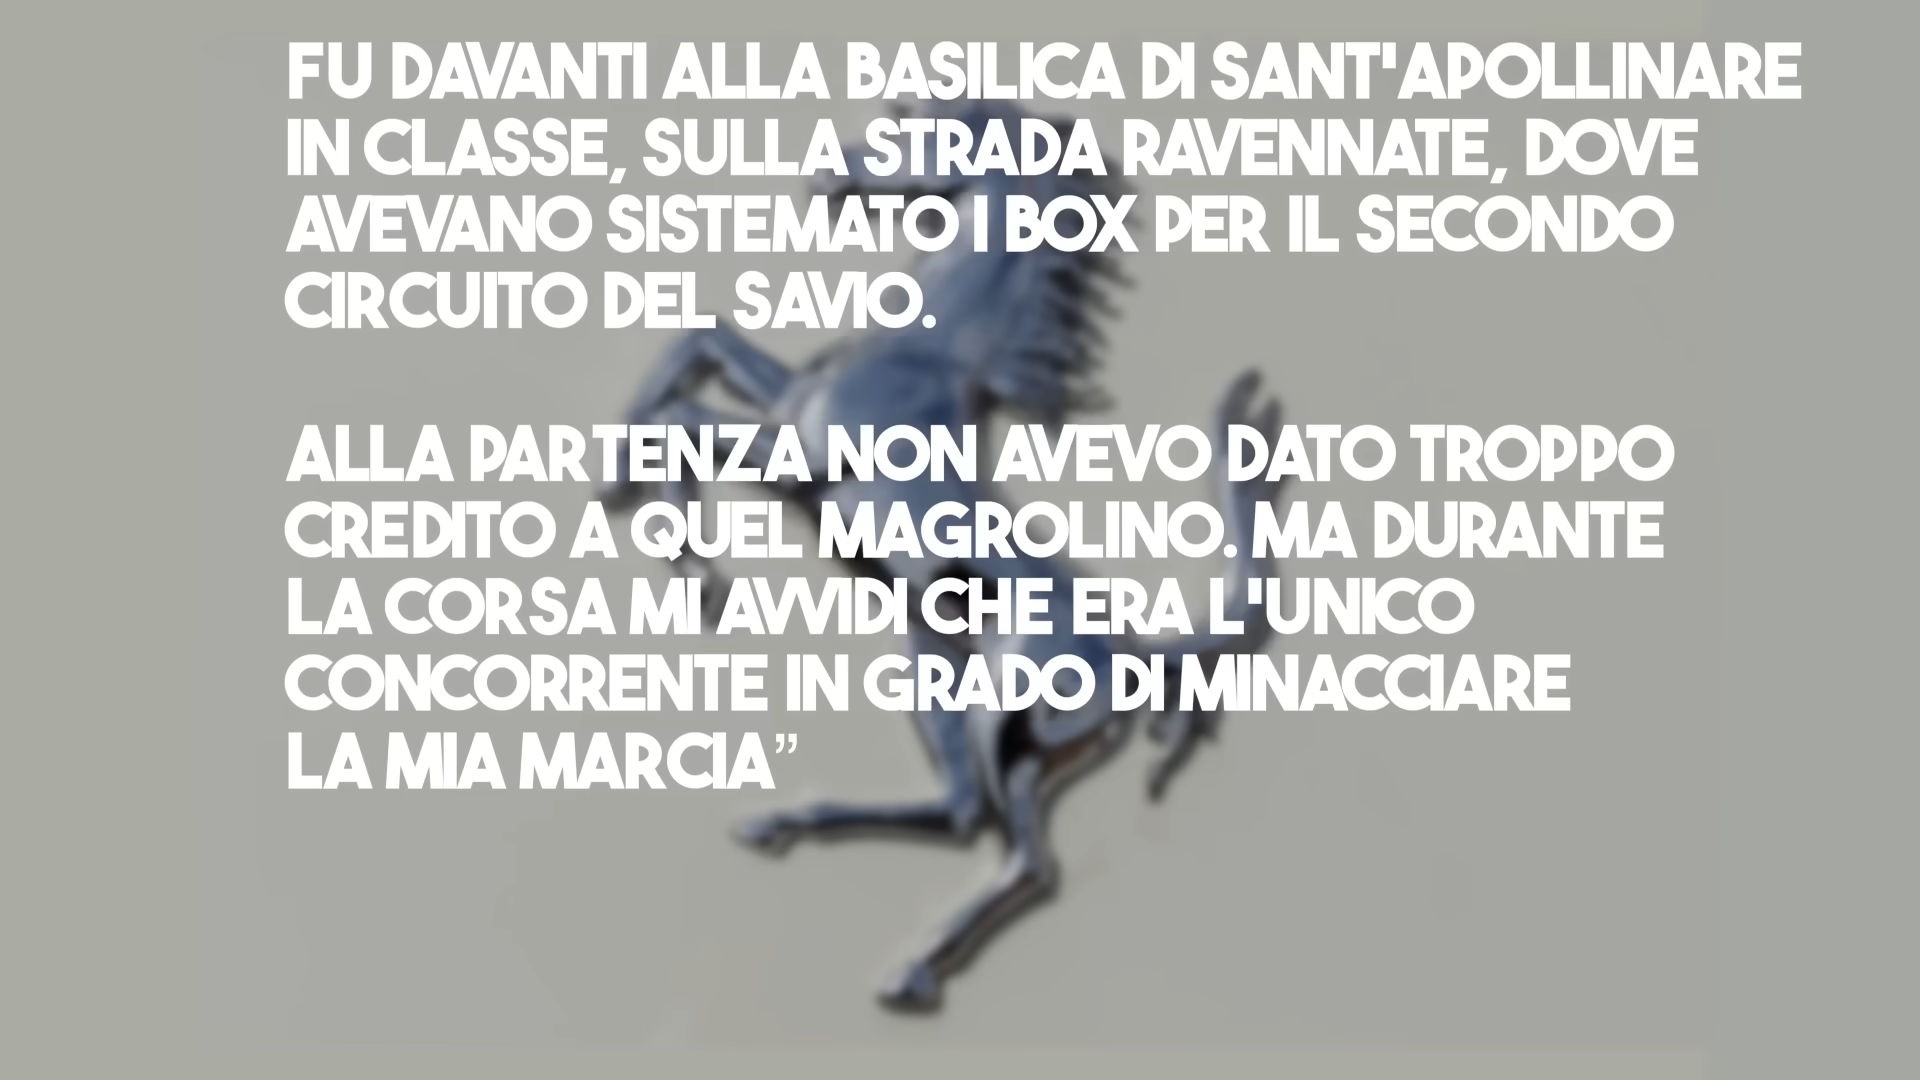 FU DAVANTI ALLA BASILICA DI SANT'APOLLINARE
IN CLASSE, SULLA STRADA RAVENNATE, DOVE
AVEVANO SISTEMATO I BOX PER IL SECONDO
CIRCUITO DEL SAVIO.
ALLA PARTENZA NON AVEVO DATO TROPPO
CREDITO A QUEL MAGROLINO. MA DURANTE
LA CORSA MI AVVIDI CHE ERA L'UNICO
CONCORRENTE IN GRADO DI MINACCIARE
LA MIA MARCIA”